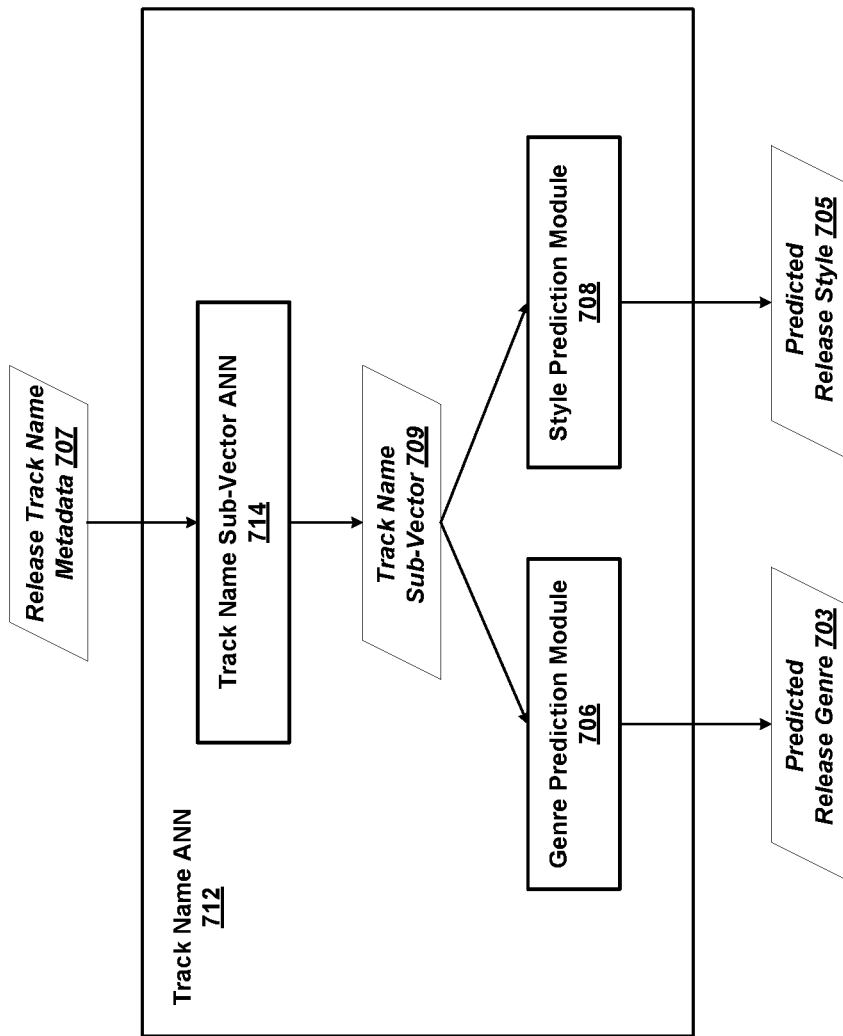 Release Track Name
Metadata 707
Track Name ANN
712
Track Name Sub-Vector ANN
714
Track Name
Sub-Vector 709
Genre Prediction Module
706
Style Prediction Module
708
Predicted
Release Genre 703
Predicted
Release Style 705